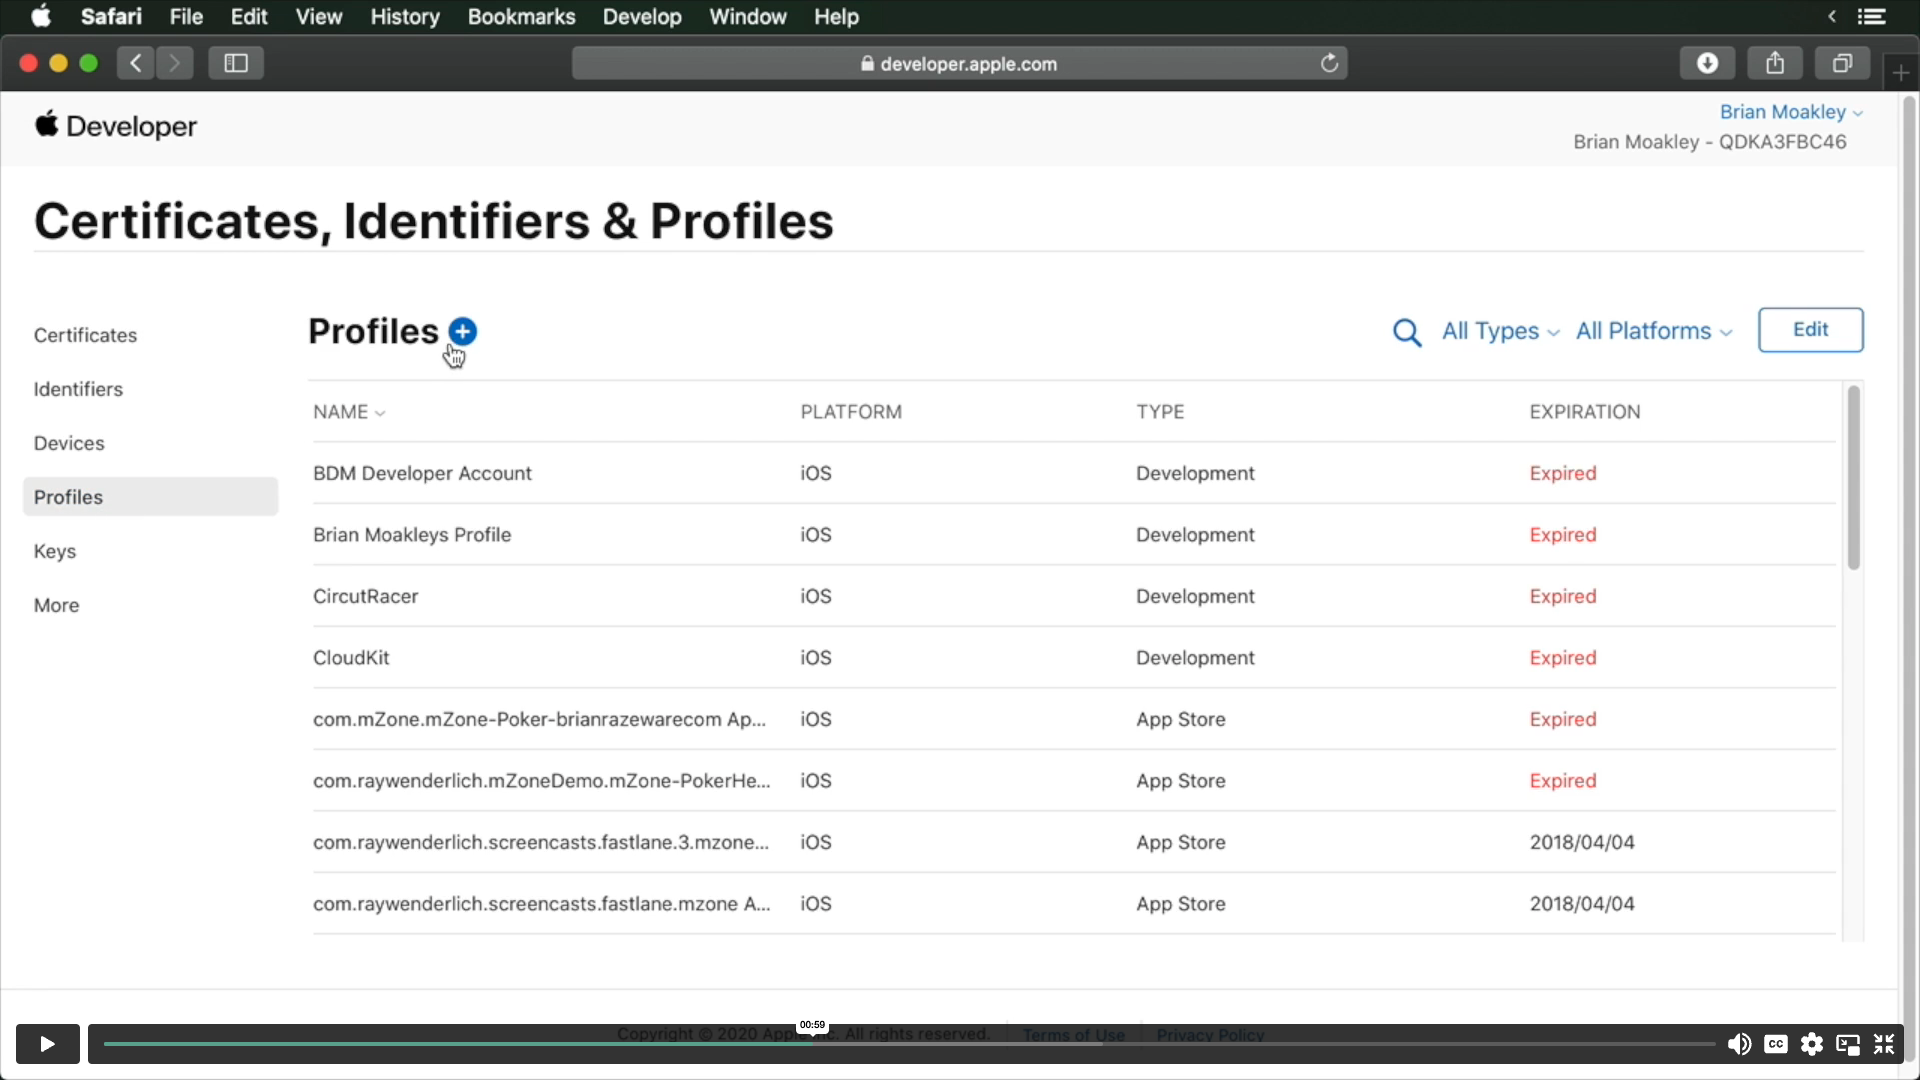 Safari File Edit View History Bookmarks Develop Window Help
developer.apple.com
Developer
Brian Moakley
Brian Moakley - QDKA3FBC46
Certificates, Identifiers & Profiles
Certificates
Identifiers
Devices
Profiles
Keys
More
Profiles
All Types All Platforms Edit
NAME PLATFORM TYPE EXPIRATION
BDM Developer Account iOS Development Expired
Brian Moakleys Profile iOS Development Expired
CircutRacer iOS Development Expired
CloudKit iOS Development Expired
com.mZone.mZone-Poker-brianrazewarecom Ap... iOS App Store Expired
com.raywenderlich.mZoneDemo.mZone-PokerHe... iOS App Store Expired
com.raywenderlich.screencasts.fastlane.3.mzone... iOS App Store 2018/04/04
com.raywenderlich.screencasts.fastlane.mzone A... iOS App Store 2018/04/04
00:59
Copyright © 2020 Apple Inc. All rights reserved. Terms of Use Privacy Policy
CC